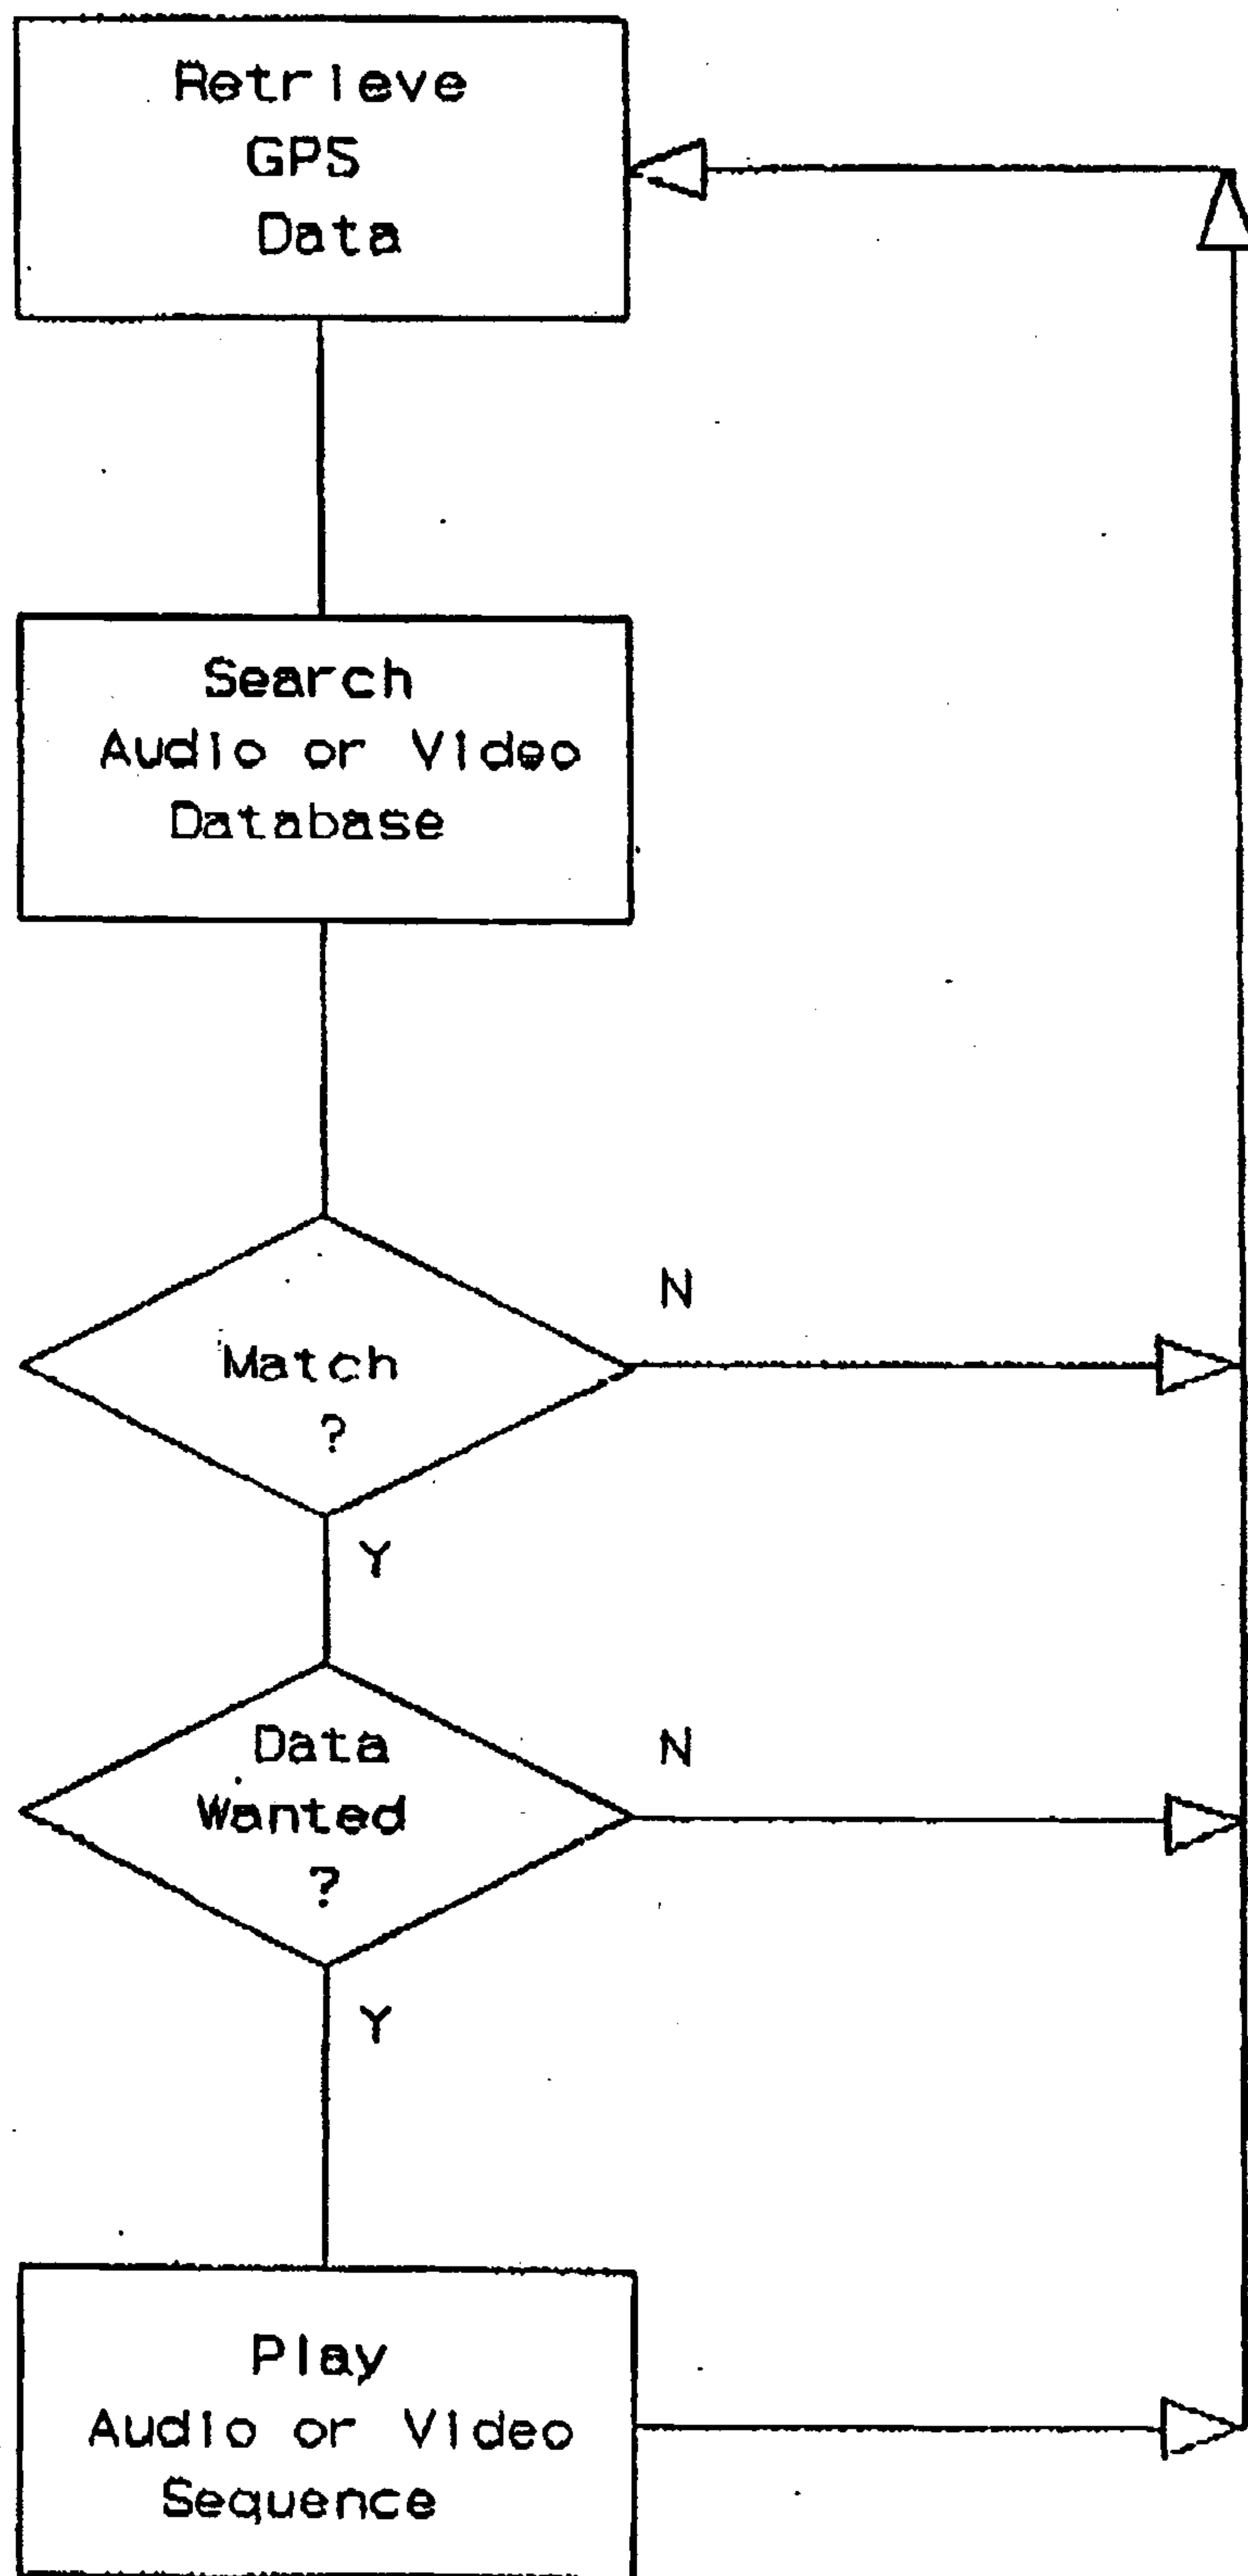 Retrieve
GPS
Data
Search
Audio or Video
Database
N
Match
?
Y
Data
N
Wanted
?
Y
Play
Audio or Video
Sequence